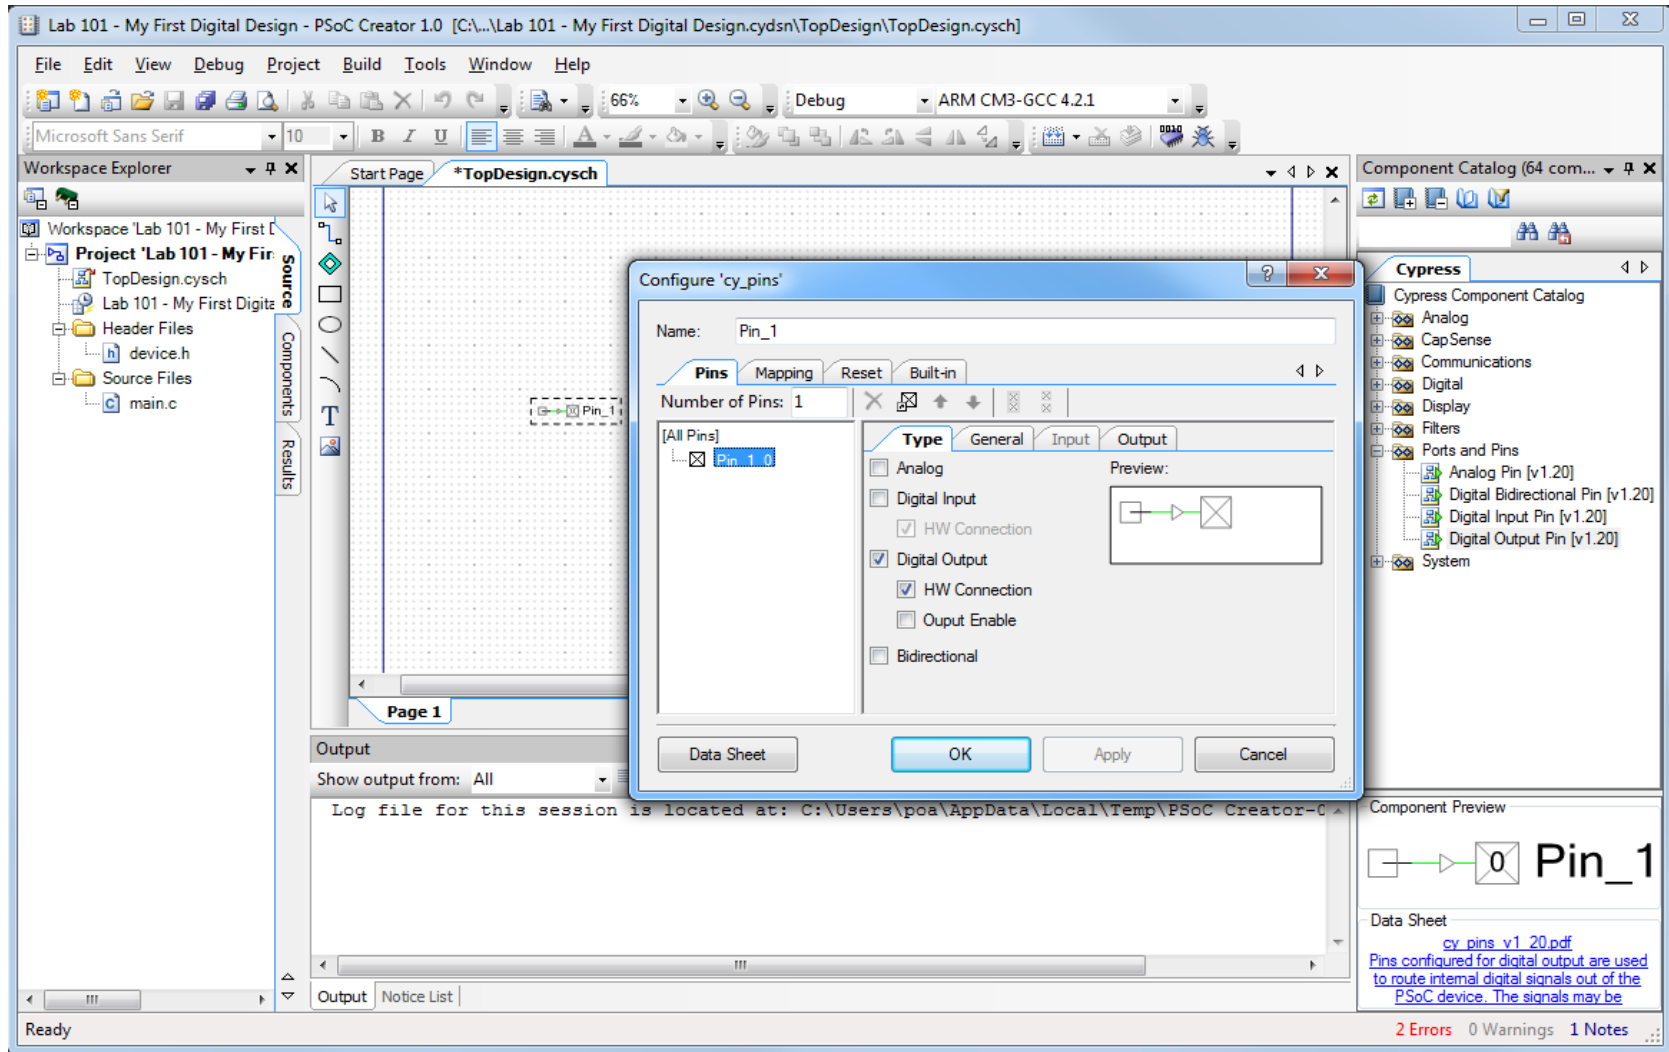 Lab 101 - My First Digital Design - PSoC Creator 1.0 [C:\...\Lab 101 - My First Digital Design.cydsn\TopDesign\TopDesign.cysch]
File Edit View Debug Project Build Tools Window Help
66% Debug ARM CM3-GCC 4.2.1
Microsoft Sans Serif 10 B I U A
Workspace Explorer
Workspace 'Lab 101 - My First D
Project 'Lab 101 - My Fir
TopDesign.cysch
Lab 101 - My First Digita
Header Files
device.h
Source Files
main.c
Source
Components
Results
Start Page *TopDesign.cysch
T
Pin_1
Page 1
Configure 'cy_pins'
Name: Pin_1
Pins Mapping Reset Built-in
Number of Pins: 1
[All Pins]
Pin_1_0
Type General Input Output
Analog
Digital Input
HW Connection
Digital Output
HW Connection
Ouput Enable
Bidirectional
Preview:
Data Sheet OK Apply Cancel
Output
Show output from: All
Log file for this session is located at: C:\Users\poa\AppData\Local\Temp\PSoC Creator-0
Output Notice List
Component Catalog (64 com...
Cypress
Cypress Component Catalog
Analog
CapSense
Communications
Digital
Display
Filters
Ports and Pins
Analog Pin [v1.20]
Digital Bidirectional Pin [v1.20]
Digital Input Pin [v1.20]
Digital Output Pin [v1.20]
System
Component Preview
0 Pin_1
Data Sheet
cy_pins_v1_20.pdf
Pins configured for digital output are used
to route internal digital signals out of the
PSoC device. The signals may be
Ready
2 Errors 0 Warnings 1 Notes